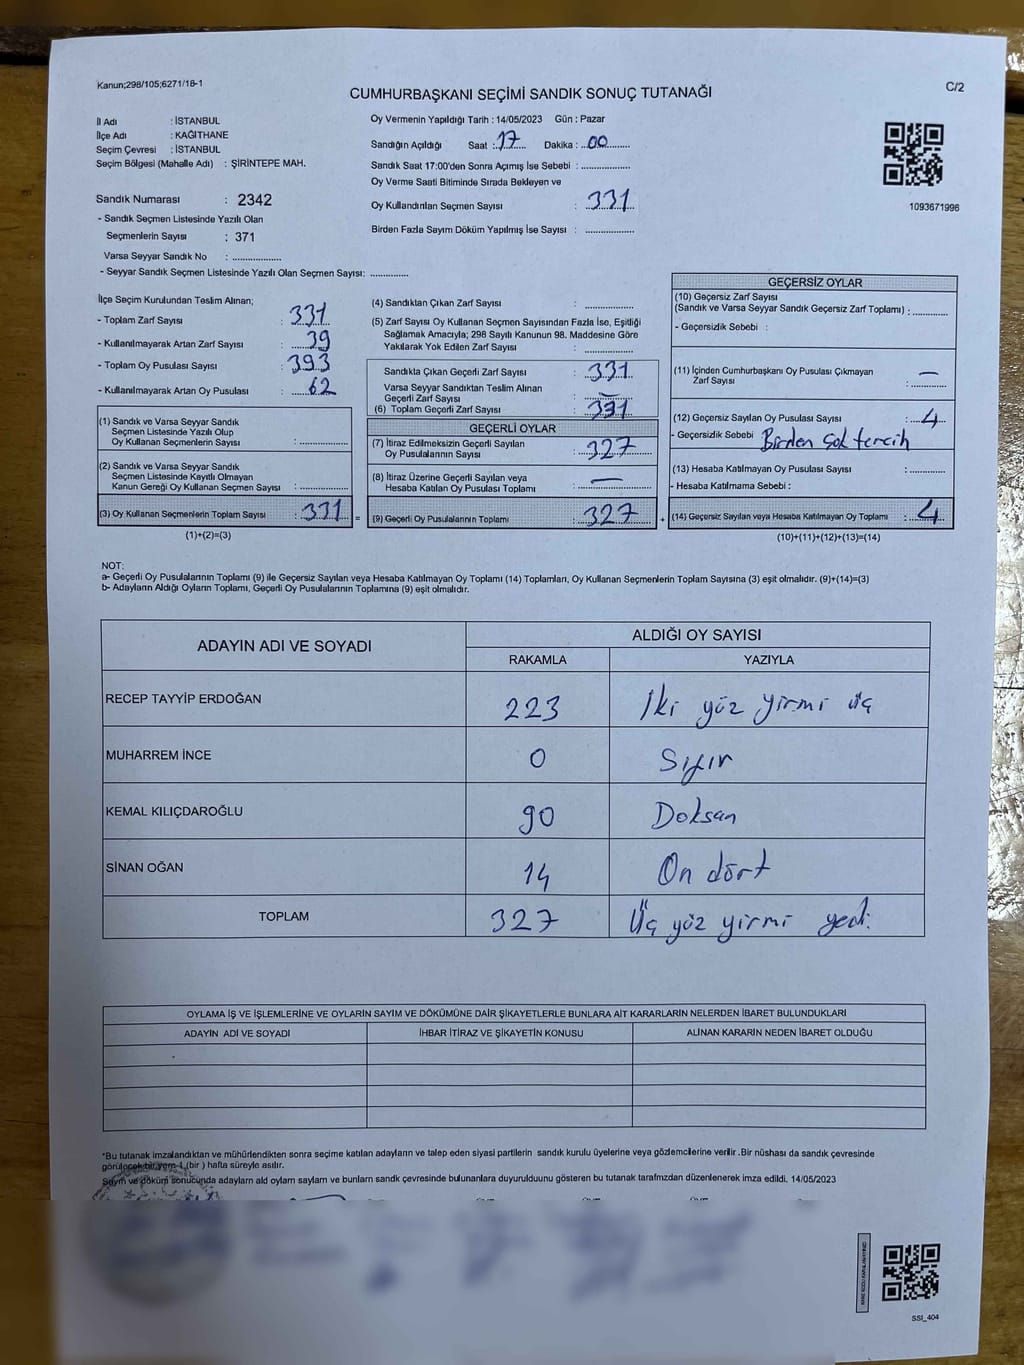 Kanun;298/105;6271/18-1
C/2
CUMHURBAŞKANI SEÇİMİ SANDIK SONUÇ TUTANAĞI
İl Adı : İSTANBUL
İlçe Adı : KAĞITHANE
Seçim Çevresi : İSTANBUL
Seçim Bölgesi (Mahalle Adı) : ŞİRİNTEPE MAH.
Sandık Numarası : 2342
- Sandık Seçmen Listesinde Yazılı Olan
Seçmenlerin Sayısı : 371
Varsa Seyyar Sandık No : ................
- Seyyar Sandık Seçmen Listesinde Yazılı Olan Seçmen Sayısı: .............
Oy Vermenin Yapıldığı Tarih : 14/05/2023 Gün : Pazar
Sandığın Açıldığı Saat : 17 Dakika : 00
Sandık Saat 17:00'den Sonra Açımış İse Sebebi : ................
Oy Verme Saati Bitiminde Sırada Bekleyen ve
Oy Kullandırılan Seçmen Sayısı : 331
Birden Fazla Sayım Döküm Yapılmış İse Sayısı : ................
1093671996
İlçe Seçim Kurulundan Teslim Alınan;
- Toplam Zarf Sayısı : 331
- Kullanılmayarak Artan Zarf Sayısı : 39
- Toplam Oy Pusulası Sayısı : 393
- Kullanılmayarak Artan Oy Pusulası : 62
(1) Sandık ve Varsa Seyyar Sandık
Seçmen Listesinde Yazılı Olup
Oy Kullanan Seçmenlerin Sayısı : ................
(2) Sandık ve Varsa Seyyar Sandık
Seçmen Listesinde Kayıtlı Olmayan
Kanun Gereği Oy Kullanan Seçmen Sayısı : ................
(3) Oy Kullanan Seçmenlerin Toplam Sayısı : 331 =
(1)+(2)=(3)
(4) Sandıktan Çıkan Zarf Sayısı : ................
(5) Zarf Sayısı Oy Kullanan Seçmen Sayısından Fazla İse, Eşitliği
Sağlamak Amacıyla; 298 Sayılı Kanunun 98. Maddesine Göre
Yakılarak Yok Edilen Zarf Sayısı : ................
Sandıkta Çıkan Geçerli Zarf Sayısı : 331
Varsa Seyyar Sandıktan Teslim Alınan
Geçerli Zarf Sayısı : —
(6) Toplam Geçerli Zarf Sayısı : 331
GEÇERLİ OYLAR
(7) İtiraz Edilmeksizin Geçerli Sayılan
Oy Pusulalarının Sayısı : 327
(8) İtiraz Üzerine Geçerli Sayılan veya
Hesaba Katılan Oy Pusulası Toplamı : —
(9) Geçerli Oy Pusulalarının Toplamı : 327 +
GEÇERSİZ OYLAR
(10) Geçersiz Zarf Sayısı
(Sandık ve Varsa Seyyar Sandık Geçersiz Zarf Toplamı) : ............
- Geçersizlik Sebebi :
(11) İçinden Cumhurbaşkanı Oy Pusulası Çıkmayan
Zarf Sayısı : —
(12) Geçersiz Sayılan Oy Pusulası Sayısı : 4
- Geçersizlik Sebebi Birden çok tercih
(13) Hesaba Katılmayan Oy Pusulası Sayısı : ............
- Hesaba Katılmama Sebebi :
(14) Geçersiz Sayılan veya Hesaba Katılmayan Oy Toplamı : 4
(10)+(11)+(12)+(13)=(14)
NOT:
a- Geçerli Oy Pusulalarının Toplamı (9) ile Geçersiz Sayılan veya Hesaba Katılmayan Oy Toplamı (14) Toplamları, Oy Kullanan Seçmenlerin Toplam Sayısına (3) eşit olmalıdır. (9)+(14)=(3)
b- Adayların Aldığı Oyların Toplamı, Geçerli Oy Pusulalarının Toplamına (9) eşit olmalıdır.
ADAYIN ADI VE SOYADI ALDIĞI OY SAYISI
RAKAMLA YAZIYLA
RECEP TAYYİP ERDOĞAN 223 İki yüz yirmi üç
MUHARREM İNCE 0 Sıfır
KEMAL KILIÇDAROĞLU 90 Doksan
SİNAN OĞAN 14 On dört
TOPLAM 327 Üç yüz yirmi yedi
OYLAMA İŞ VE İŞLEMLERİNE VE OYLARIN SAYIM VE DÖKÜMÜNE DAİR ŞİKAYETLERLE BUNLARA AİT KARARLARIN NELERDEN İBARET BULUNDUKLARI
ADAYIN ADI VE SOYADI İHBAR İTİRAZ VE ŞİKAYETİN KONUSU ALINAN KARARIN NEDEN İBARET OLDUĞU
*Bu tutanak imzalandıktan ve mühürlendikten sonra seçime katılan adayların ve talep eden siyasi partilerin sandık kurulu üyelerine veya gözlemcilerine verilir .Bir nüshası da sandık çevresinde
görülecek bir yere 1 (bir ) hafta süreyle asılır.
Sayım ve döküm sonucunda adayların ald oyların sayların ve bunların sandk çevresinde bulunanlara duyurulduunu gösteren bu tutanak tarafmzdan düzenlenerek imza edildi. 14/05/2023
SSI_404